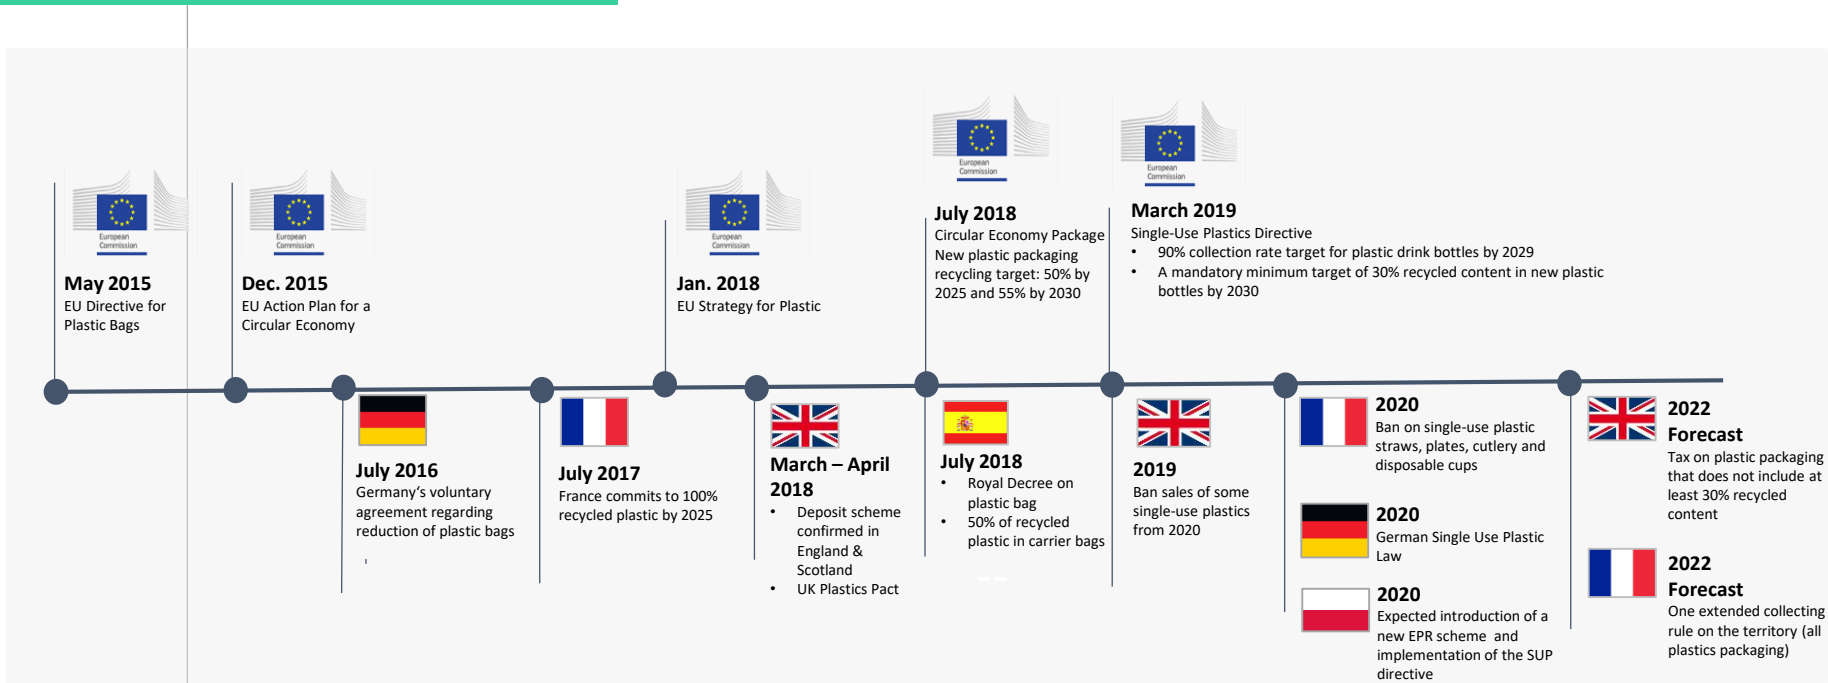 European
Commission
May 2015
EU Directive for
Plastic Bags
European
Commission
Dec. 2015
EU Action Plan for a
Circular Economy
European
Commission
Jan. 2018
EU Strategy for Plastic
European
Commission
July 2018
Circular Economy Package
New plastic packaging
recycling target: 50% by
2025 and 55% by 2030
European
Commission
March 2019
Single-Use Plastics Directive
• 90% collection rate target for plastic drink bottles by 2029
• A mandatory minimum target of 30% recycled content in new plastic
bottles by 2030
July 2016
Germany‘s voluntary
agreement regarding
reduction of plastic bags
July 2017
France commits to 100%
recycled plastic by 2025
March – April
2018
• Deposit scheme
confirmed in
England &
Scotland
• UK Plastics Pact
July 2018
• Royal Decree on
plastic bag
• 50% of recycled
plastic in carrier bags
2019
Ban sales of some
single-use plastics
from 2020
2020
Ban on single-use plastic
straws, plates, cutlery and
disposable cups
2020
German Single Use Plastic
Law
2020
Expected introduction of a
new EPR scheme and
implementation of the SUP
directive
2022
Forecast
Tax on plastic packaging
that does not include at
least 30% recycled
content
2022
Forecast
One extended collecting
rule on the territory (all
plastics packaging)